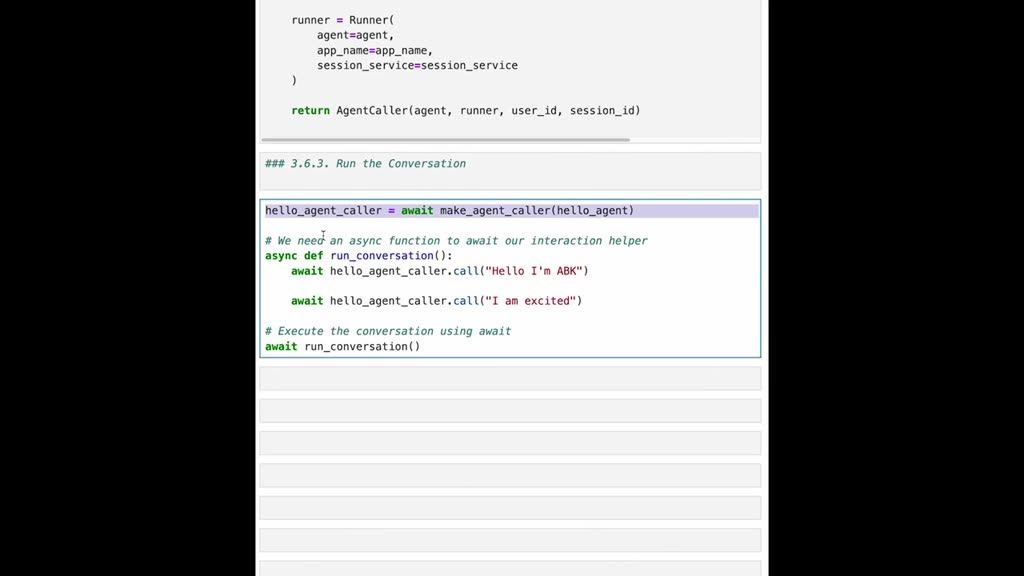 runner = Runner(
agent=agent,
app_name=app_name,
session_service=session_service
)
return AgentCaller(agent, runner, user_id, session_id)
### 3.6.3. Run the Conversation
hello_agent_caller = await make_agent_caller(hello_agent)
# We need an async function to await our interaction helper
async def run_conversation():
await hello_agent_caller.call("Hello I'm ABK")
await hello_agent_caller.call("I am excited")
# Execute the conversation using await
await run_conversation()